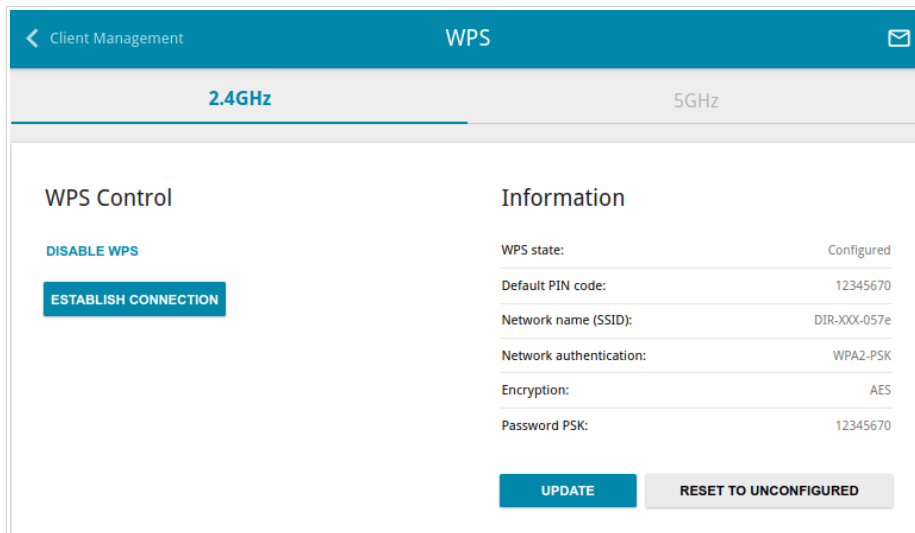 Client Management
WPS
2.4GHz
5GHz
WPS Control
DISABLE WPS
ESTABLISH CONNECTION
Information
WPS state: Configured
Default PIN code: 12345670
Network name (SSID): DIR-XXX-057e
Network authentication: WPA2-PSK
Encryption: AES
Password PSK: 12345670
UPDATE
RESET TO UNCONFIGURED